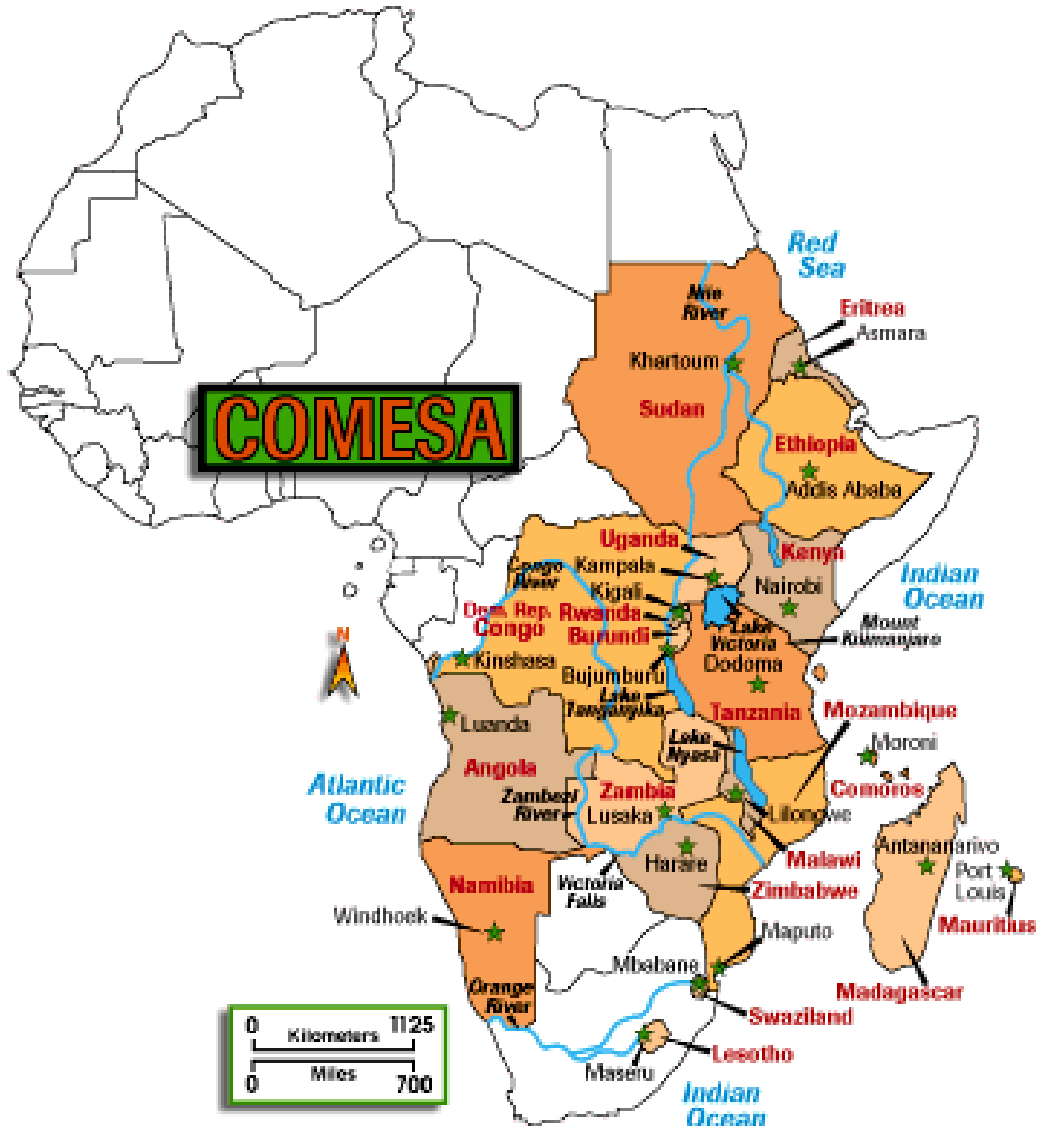 Red
Sea
Nile
River
Eritrea
Asmara
Khartoum
Sudan
COMESA
Ethiopia
Addis Ababa
Uganda
Kenya
Congo
River
Kampala
Nairobi
Indian
Ocean
Kigali
Dem. Rep.
Congo
Rwanda
Burundi
Lake
Victoria
Mount
Kilimanjaro
N
Kinshasa
Bujumburu
Dodoma
Lake
Tanganyika
Tanzania
Mozambique
Luanda
Lake
Nyasa
Moroni
Angola
Atlantic
Ocean
Zambezi
River
Zambia
Lusaka
Comoros
Lilongwe
Malawi
Antananarivo
Harare
Port
Louis
Namibia
Victoria
Falls
Zimbabwe
Windhoek
Mauritius
Maputo
Mbabane
Orange
River
Madagascar
Swaziland
0 1125
Kilometers
Miles
0 700
Lesotho
Maseru
Indian
Ocean